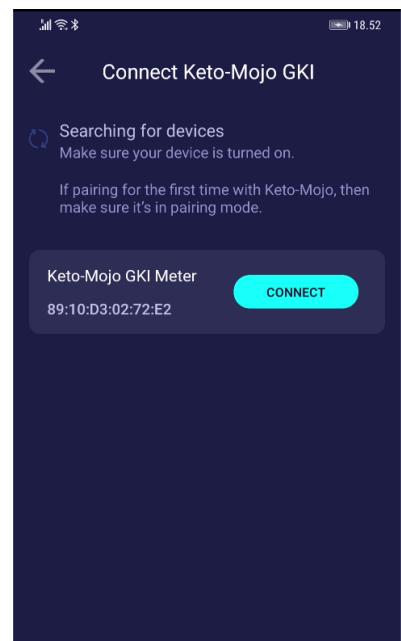 18.52
Connect Keto-Mojo GKI
Searching for devices
Make sure your device is turned on.
If pairing for the first time with Keto-Mojo, then
make sure it's in pairing mode.
Keto-Mojo GKI Meter
CONNECT
89:10:D3:02:72:E2